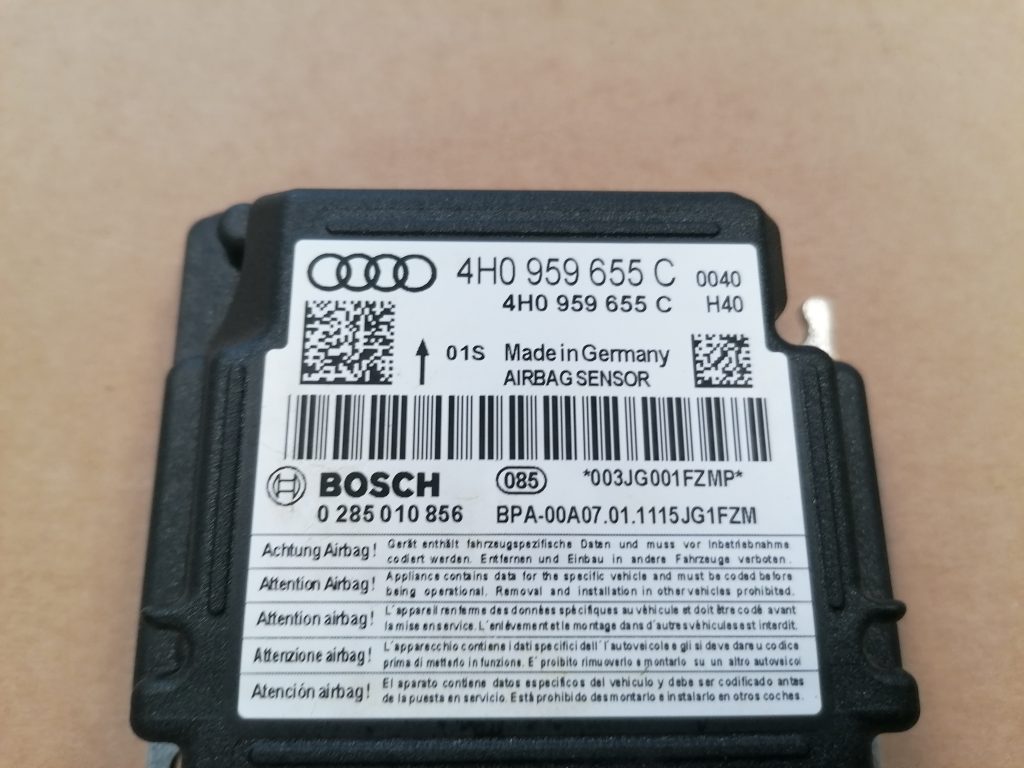 4H0 959 655 C 0040
4H0 959 655 C H40
01S Made in Germany
AIRBAG SENSOR
BOSCH 085 *003JG001FZMP*
0 285 010 856 BPA-00A07.01.1115JG1FZM
Achtung Airbag! Gerät enthält fahrzeugspezifische Daten und muss vor Inbetriebnahme
codiert werden. Entfernen und Einbau in andere Fahrzeuge verboten.
Attention Airbag! Appliance contains data for the specific vehicle and must be coded before
being operational. Removal and installation in other vehicles prohibited.
Attention airbag! L'appareil renferme des données spécifiques au véhicule et doit être codé avant
la mise en service. L'enlèvement et le montage dans d'autres véhicules est interdit.
Attenzione airbag! L'apparecchio contiene i dati specifici dell'l'autoveicolo e gli si deve dare u codice
prima di metterlo in funzione. E' proibito rimuoverlo e montarlo su un altro autoveicol
Atención airbag! El aparato contiene datos específicos del vehículo y debe ser codificado antes
de la puesta en servicio. Está prohibido desmontarlo e instalarlo en otros coches.